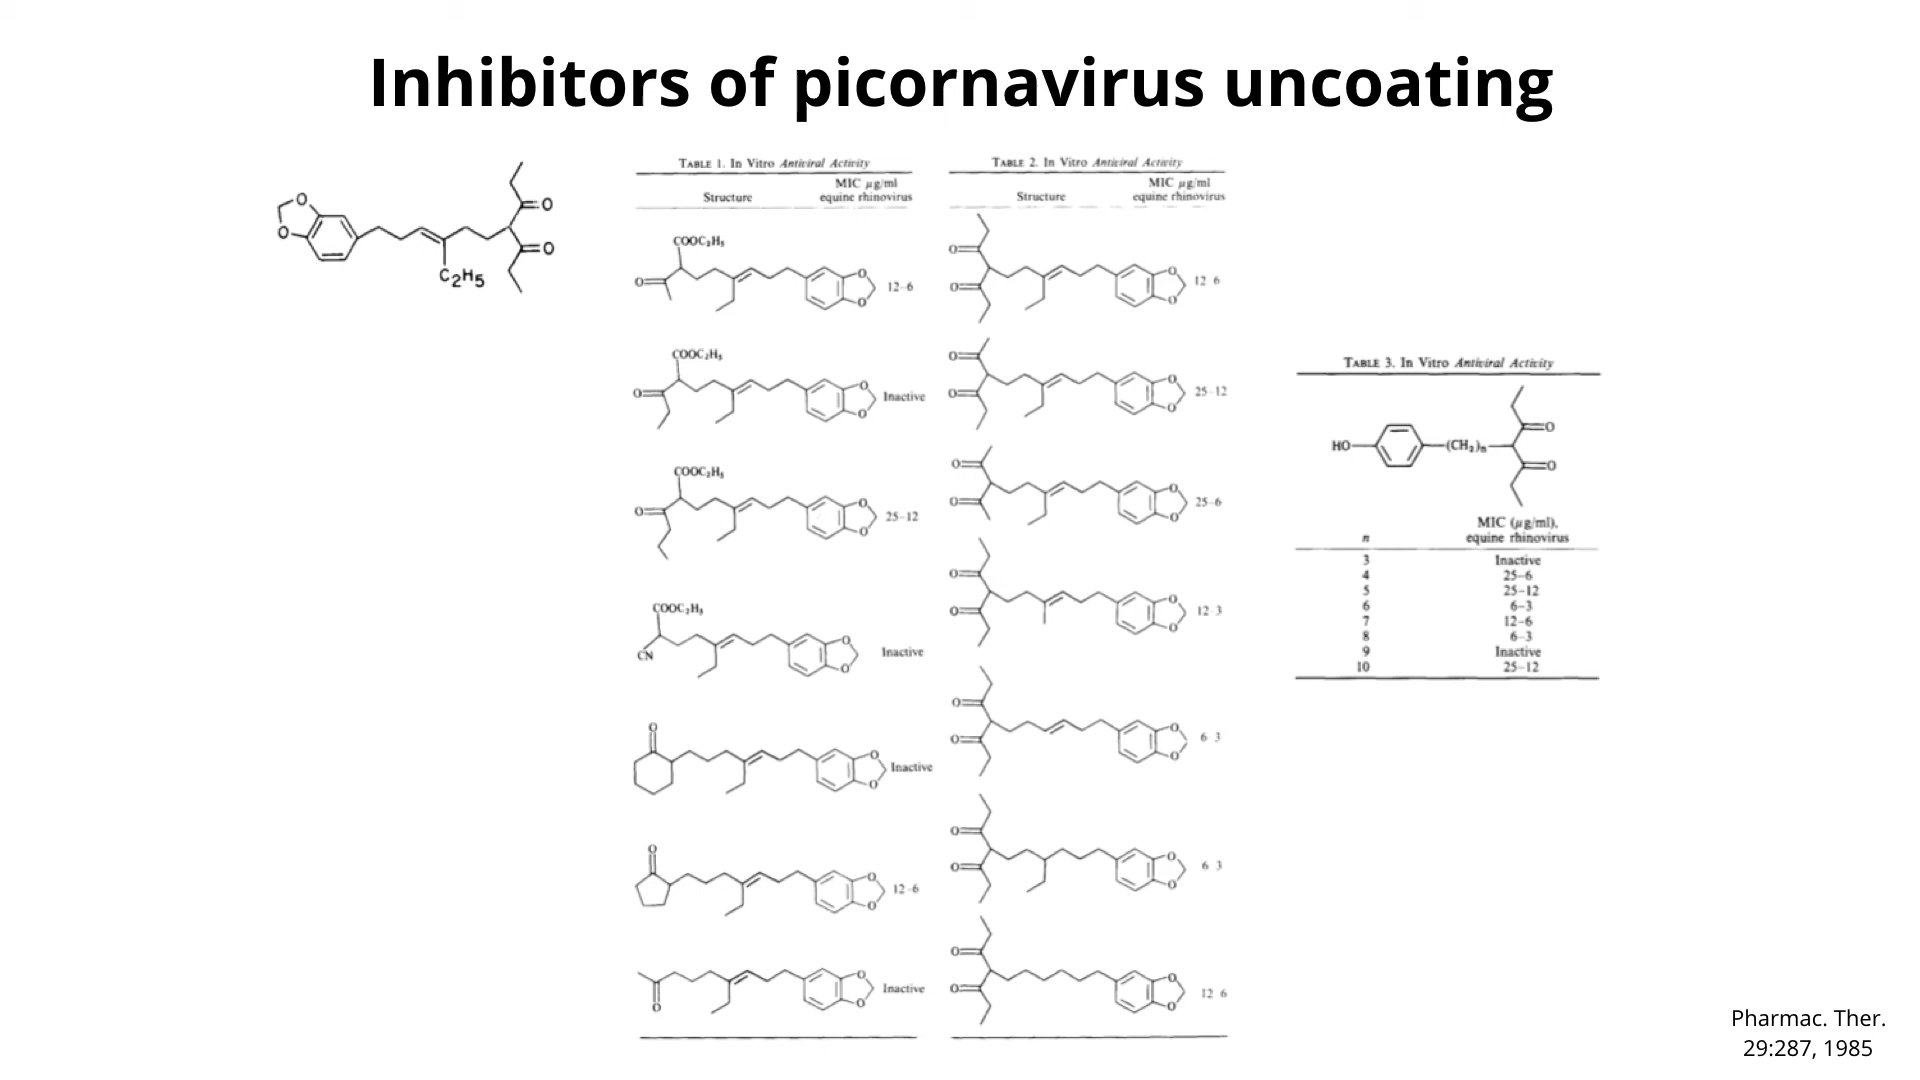 Inhibitors of picornavirus uncoating
O
O
O
O
C₂H₅
TABLE 1. In Vitro Antiviral Activity
Structure
MIC µg/ml
equine rhinovirus
COOC₂H₅
O
O
O
12–6
COOC₂H₅
O
O
O
Inactive
COOC₂H₅
O
O
O
25–12
COOC₂H₅
CN
O
O
Inactive
O
O
O
Inactive
O
O
O
12–6
O
O
O
Inactive
TABLE 2. In Vitro Antiviral Activity
Structure
MIC µg/ml
equine rhinovirus
O
O
O
O
12 6
O
O
O
O
25–12
O
O
O
O
25–6
O
O
O
O
12 3
O
O
O
O
6 3
O
O
O
O
6 3
O
O
O
O
12 6
TABLE 3. In Vitro Antiviral Activity
HO
(CH₂)n
O
O
n
MIC (µg/ml),
equine rhinovirus
3 Inactive
4 25–6
5 25–12
6 6–3
7 12–6
8 6–3
9 Inactive
10 25–12
Pharmac. Ther.
29:287, 1985